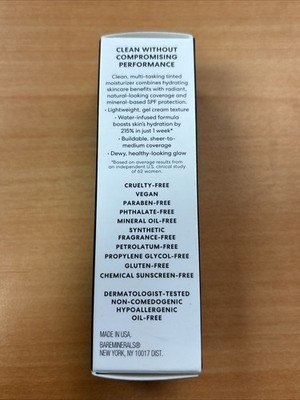 CLEAN WITHOUT
COMPROMISING
PERFORMANCE
Clean, multi-tasking tinted
moisturizer combines hydrating
skincare benefits with radiant,
natural-looking coverage and
mineral-based SPF protection.
• Lightweight, gel cream texture
• Water-infused formula
boosts skin's hydration by
215% in just 1 week*
• Buildable, sheer-to-
medium coverage
• Dewy, healthy-looking glow
*Based on average results from
an independent U.S. clinical study
of 62 women.
CRUELTY-FREE
VEGAN
PARABEN-FREE
PHTHALATE-FREE
MINERAL OIL-FREE
SYNTHETIC
FRAGRANCE-FREE
PETROLATUM-FREE
PROPYLENE GLYCOL-FREE
GLUTEN-FREE
CHEMICAL SUNSCREEN-FREE
DERMATOLOGIST-TESTED
NON-COMEDOGENIC
HYPOALLERGENIC
OIL-FREE
MADE IN USA.
BAREMINERALS®
NEW YORK, NY 10017 DIST.